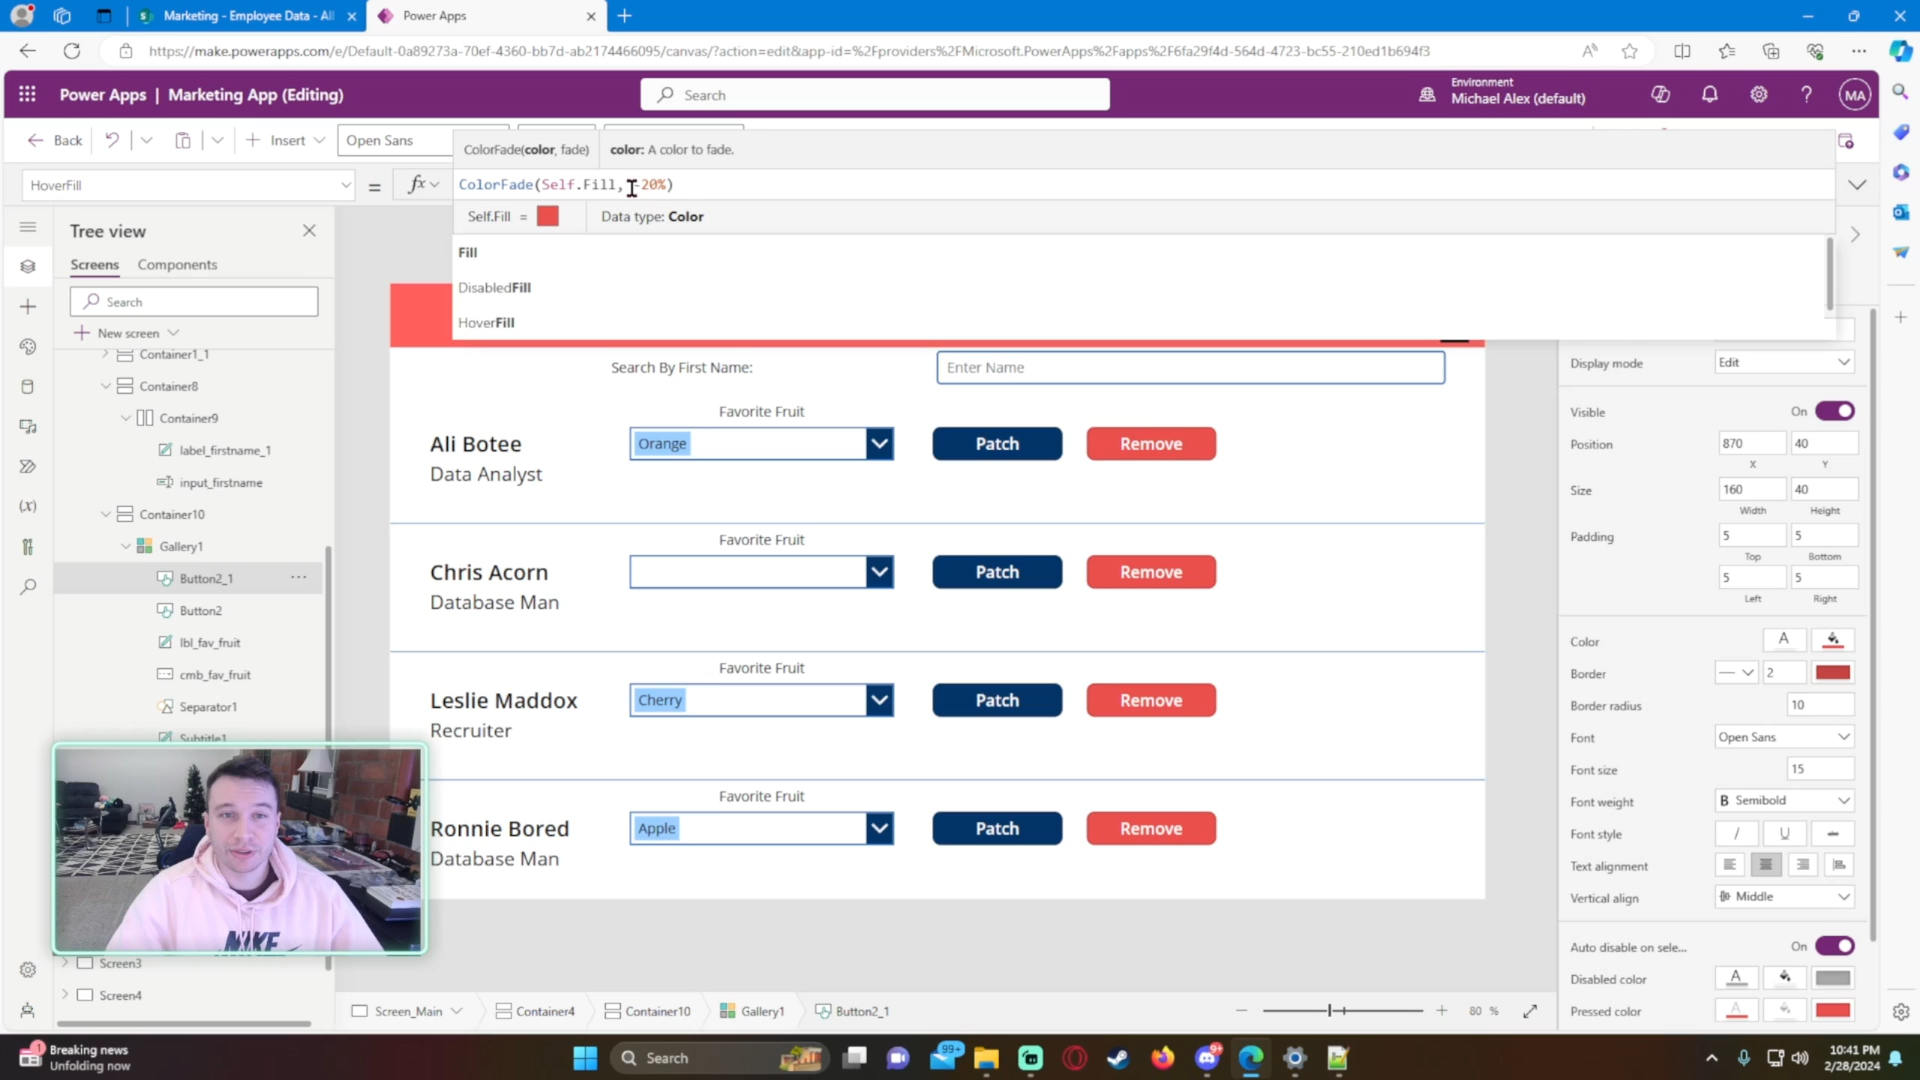 Marketing - Employee Data - All
Power Apps
https://make.powerapps.com/e/Default-0a89273a-70ef-4360-bb7d-ab2174466095/canvas/?action=edit&app-id=%2Fproviders%2FMicrosoft.PowerApps%2Fapps%2F6fa29f4d-564d-4723-bc55-210ed1b694f3
Power Apps | Marketing App (Editing)
Search
Environment
Michael Alex (default)
MA
Back
Insert
Open Sans
ColorFade(color, fade)
color: A color to fade.
HoverFill
=
fx
ColorFade(Self.Fill, -20%)
Self.Fill =
Data type: Color
Fill
DisabledFill
HoverFill
Tree view
Screens
Components
Search
New screen
Container1_1
Container8
Container9
label_firstname_1
input_firstname
Container10
Gallery1
Button2_1
Button2
lbl_fav_fruit
cmb_fav_fruit
Separator1
Subtitle1
Screen3
Screen4
Search By First Name:
Enter Name
Favorite Fruit
Ali Botee
Data Analyst
Orange
Patch
Remove
Favorite Fruit
Chris Acorn
Database Man
Patch
Remove
Favorite Fruit
Leslie Maddox
Recruiter
Cherry
Patch
Remove
Favorite Fruit
Ronnie Bored
Database Man
Apple
Patch
Remove
NIKE
Display mode
Edit
Visible
On
Position
870
40
X
Y
Size
160
40
Width
Height
Padding
5
5
Top
Bottom
5
5
Left
Right
Color
A
Border
2
Border radius
10
Font
Open Sans
Font size
15
Font weight
B Semibold
Font style
/
U
Text alignment
Vertical align
Middle
Auto disable on sele...
On
Disabled color
A
Pressed color
A
Screen_Main
Container4
Container10
Gallery1
Button2_1
80 %
1
Breaking news
Unfolding now
Search
99+
9+
10:41 PM
2/28/2024